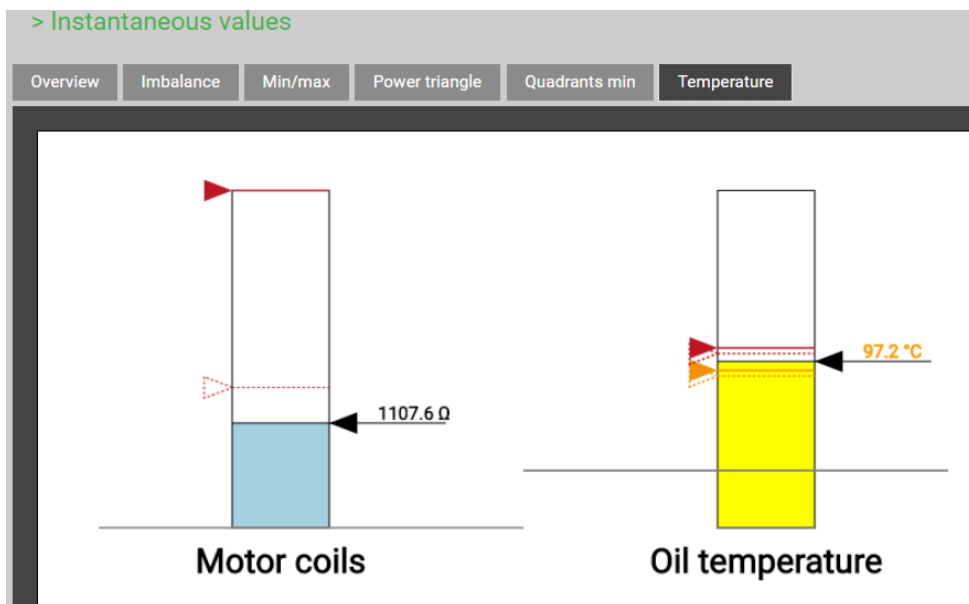 > Instantaneous values
Overview
Imbalance
Min/max
Power triangle
Quadrants min
Temperature
1107.6 Ω
97.2 °C
Motor coils
Oil temperature